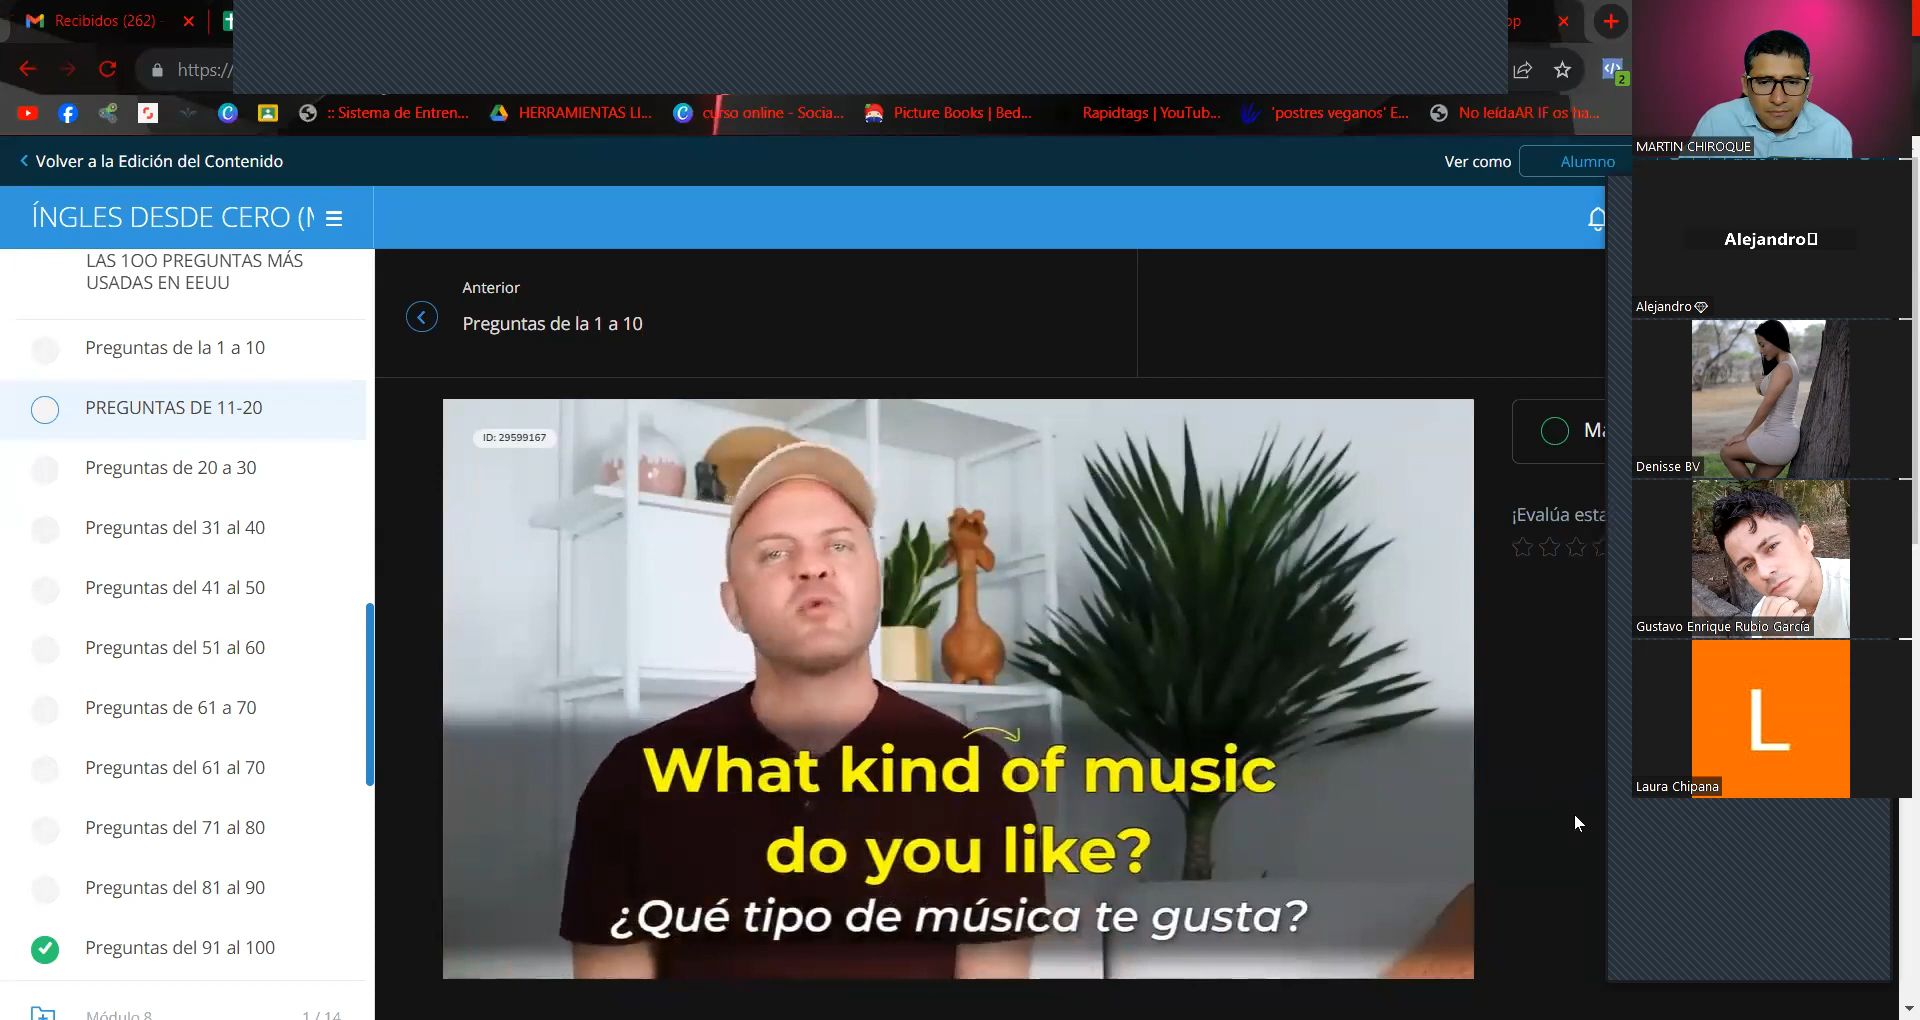 Recibidos (262)
https://
2
:: Sistema de Entren...
HERRAMIENTAS LI...
curso online - Socia...
Picture Books | Bed...
Rapidtags | YouTub...
'postres veganos' E...
No leídaAR IF os ha...
Volver a la Edición del Contenido
Ver como
Alumno
ÍNGLES DESDE CERO (
LAS 1OO PREGUNTAS MÁS
USADAS EN EEUU
Preguntas de la 1 a 10
PREGUNTAS DE 11-20
Preguntas de 20 a 30
Preguntas del 31 al 40
Preguntas del 41 al 50
Preguntas del 51 al 60
Preguntas de 61 a 70
Preguntas del 61 al 70
Preguntas del 71 al 80
Preguntas del 81 al 90
Preguntas del 91 al 100
Módulo 8
1 / 14
Anterior
Preguntas de la 1 a 10
ID: 29599167
What kind of music
do you like?
¿Qué tipo de música te gusta?
Ma
¡Evalúa esta
MARTIN CHIROQUE
Alejandro
Alejandro
Denisse BV
Gustavo Enrique Rubio García
L
Laura Chipana